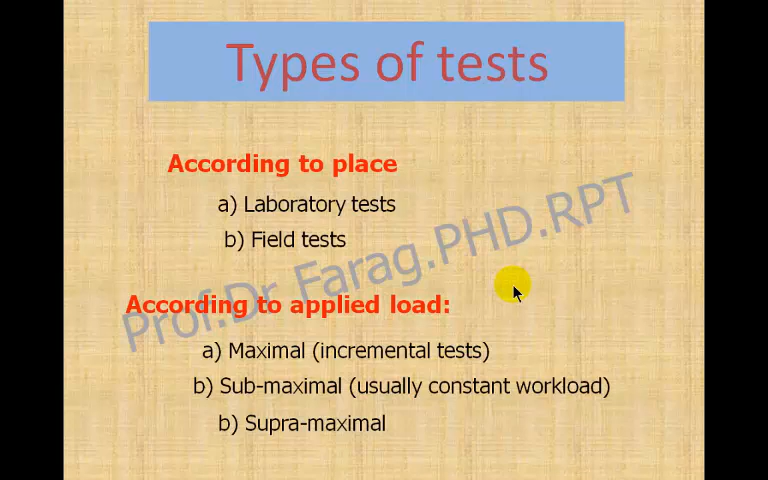 Types of tests
According to place
a) Laboratory tests
b) Field tests
Prof.Dr Farag.PHD.RPT
According to applied load:
a) Maximal (incremental tests)
b) Sub-maximal (usually constant workload)
b) Supra-maximal